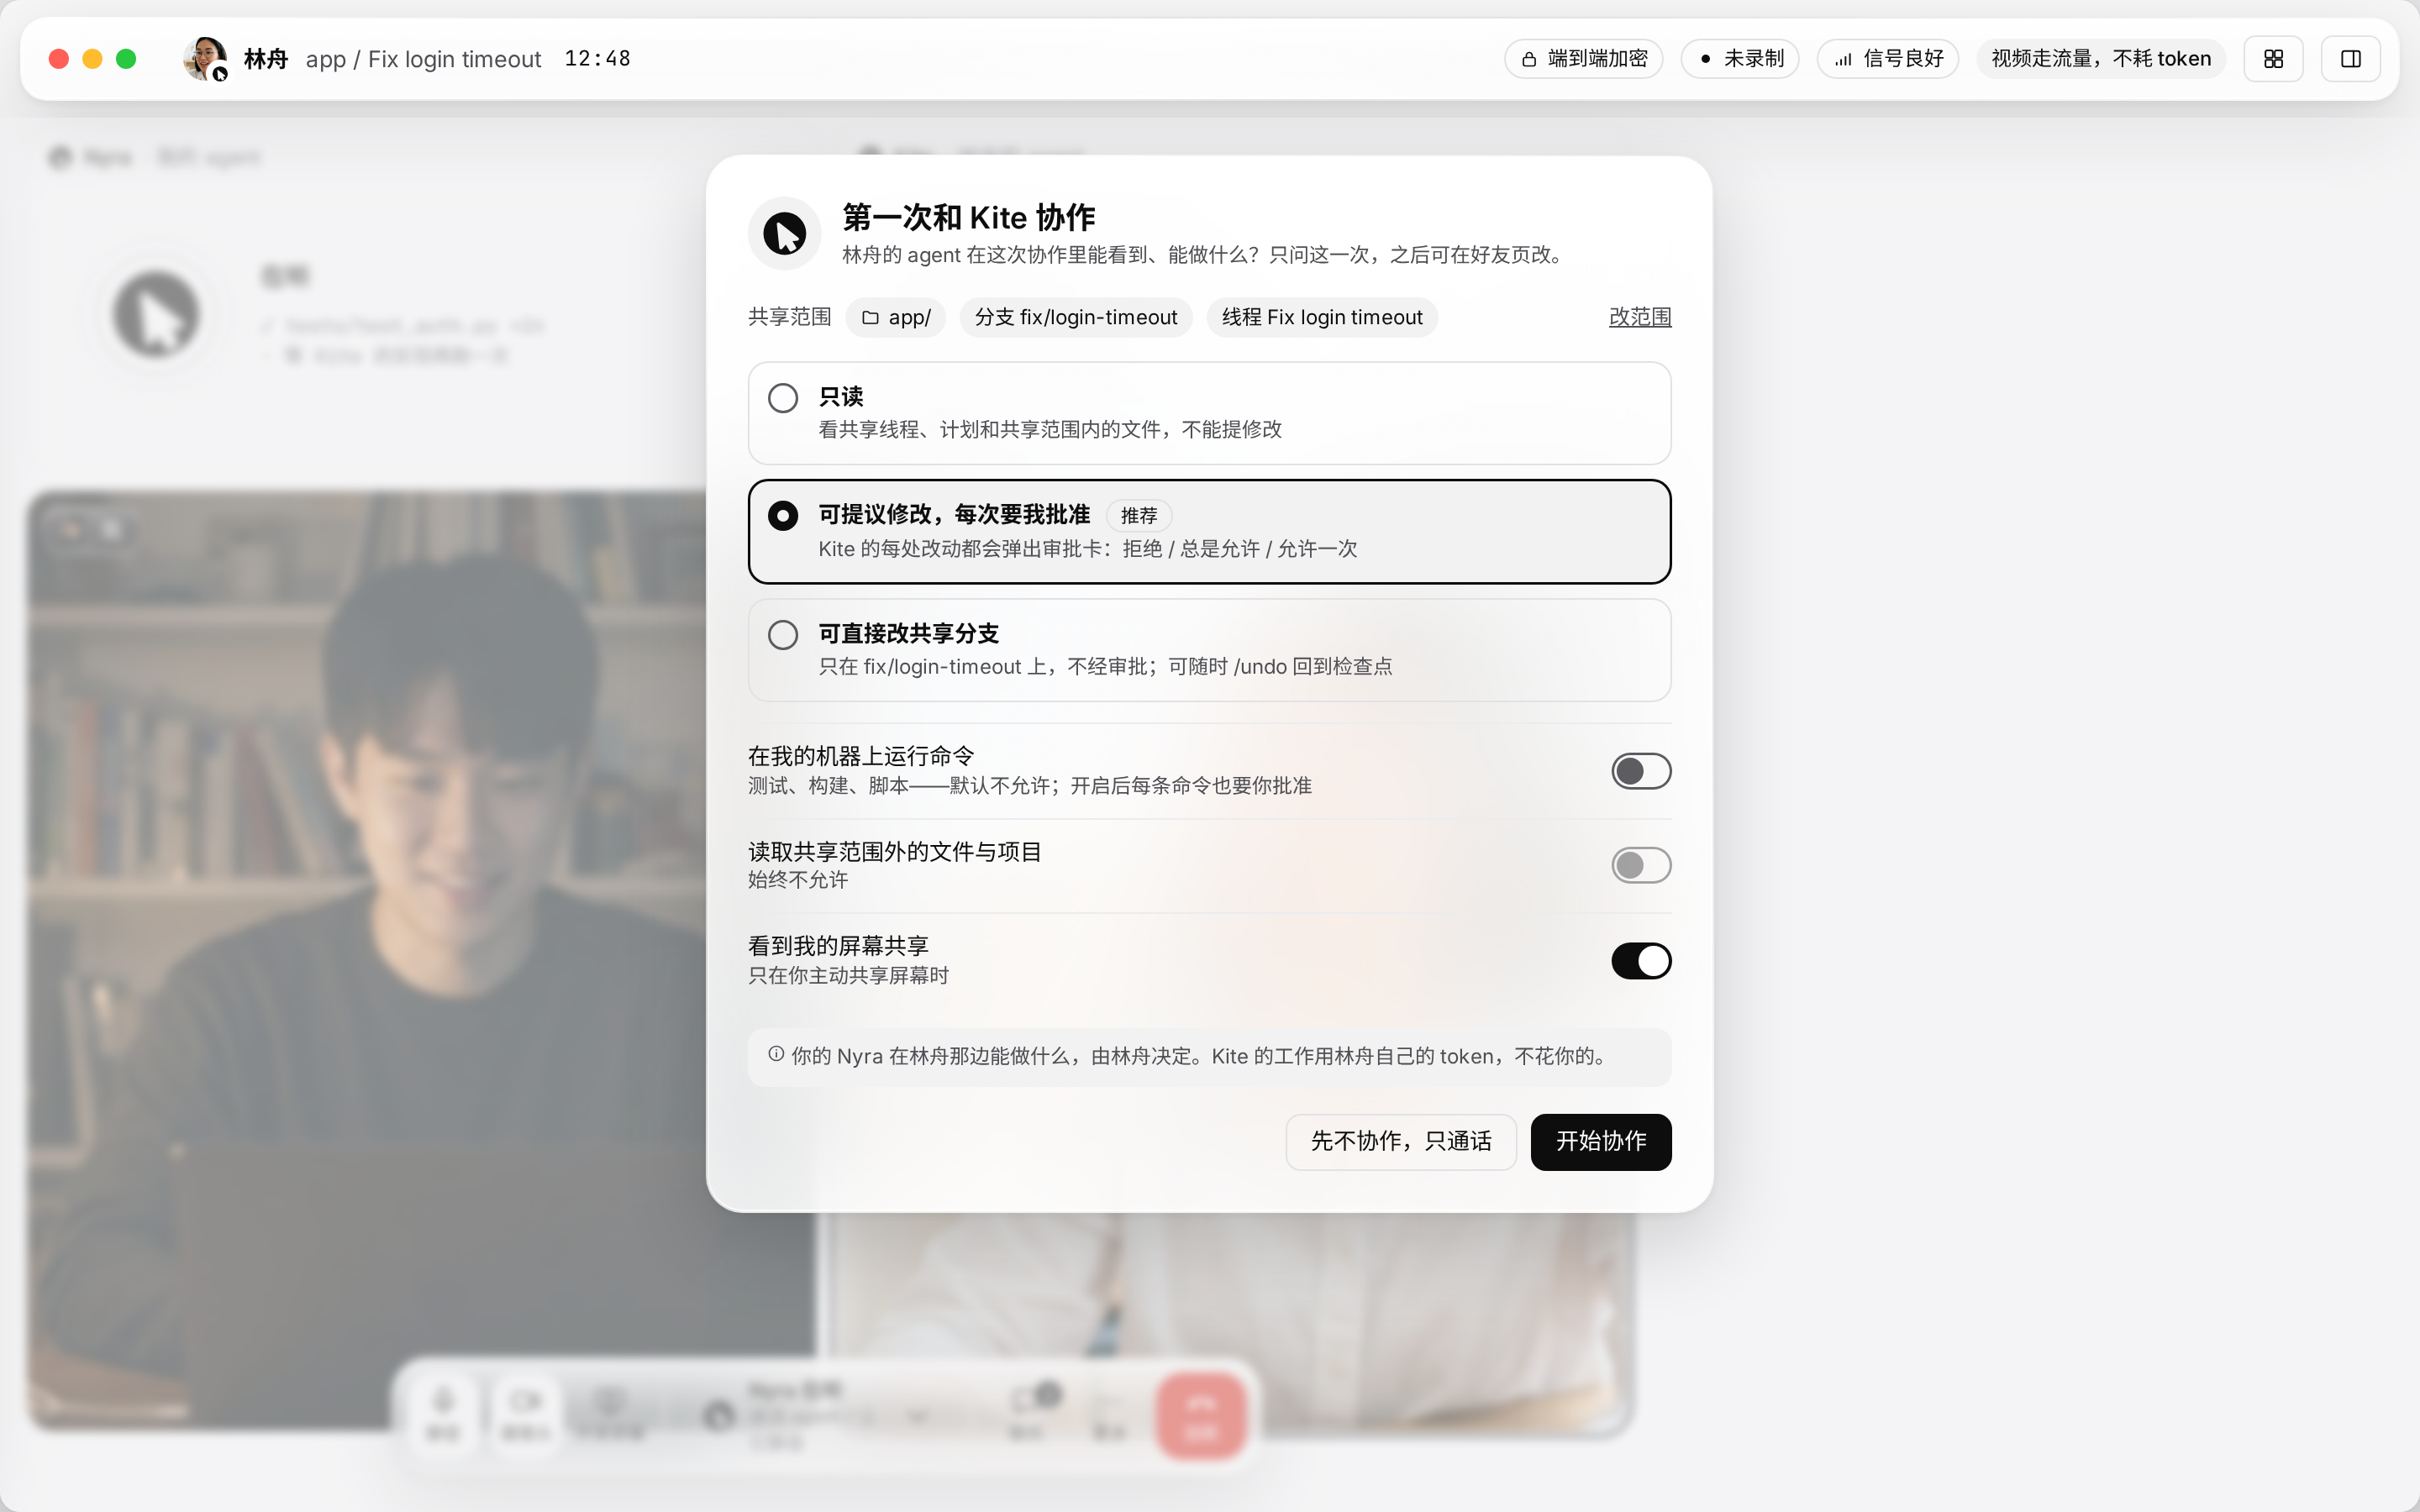 林舟 app / Fix login timeout 12:48 端到端加密 未录制 信号良好 视频走流量，不耗 token
Nyra · 我的 agent
第一次和 Kite 协作
林舟的 agent 在这次协作里能看到、能做什么？只问这一次，之后可在好友页改。
共享范围 app/ 分支 fix/login-timeout 线程 Fix login timeout 改范围
只读
看共享线程、计划和共享范围内的文件，不能提修改
可提议修改，每次要我批准 推荐
Kite 的每处改动都会弹出审批卡：拒绝 / 总是允许 / 允许一次
可直接改共享分支
只在 fix/login-timeout 上，不经审批；可随时 /undo 回到检查点
在我的机器上运行命令
测试、构建、脚本——默认不允许；开启后每条命令也要你批准
读取共享范围外的文件与项目
始终不允许
看到我的屏幕共享
只在你主动共享屏幕时
你的 Nyra 在林舟那边能做什么，由林舟决定。Kite 的工作用林舟自己的 token，不花你的。
先不协作，只通话 开始协作